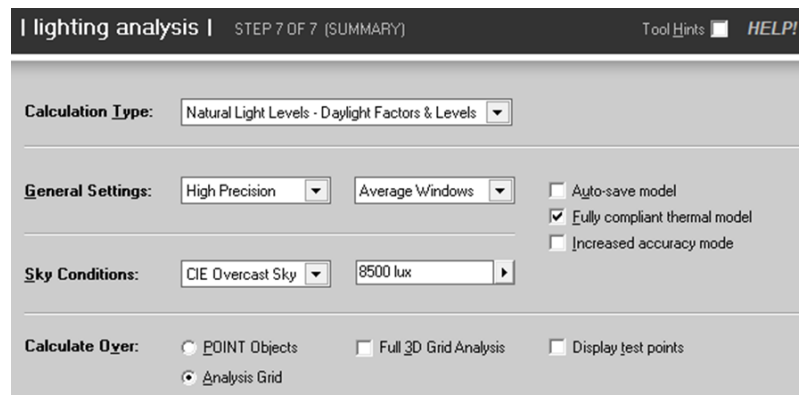 | lighting analysis | STEP 7 OF 7 (SUMMARY) Tool Hints HELP!
Calculation Type: Natural Light Levels - Daylight Factors & Levels
General Settings: High Precision Average Windows Auto-save model
Fully compliant thermal model
Increased accuracy mode
Sky Conditions: CIE Overcast Sky 8500 lux
Calculate Over: POINT Objects Full 3D Grid Analysis Display test points
Analysis Grid